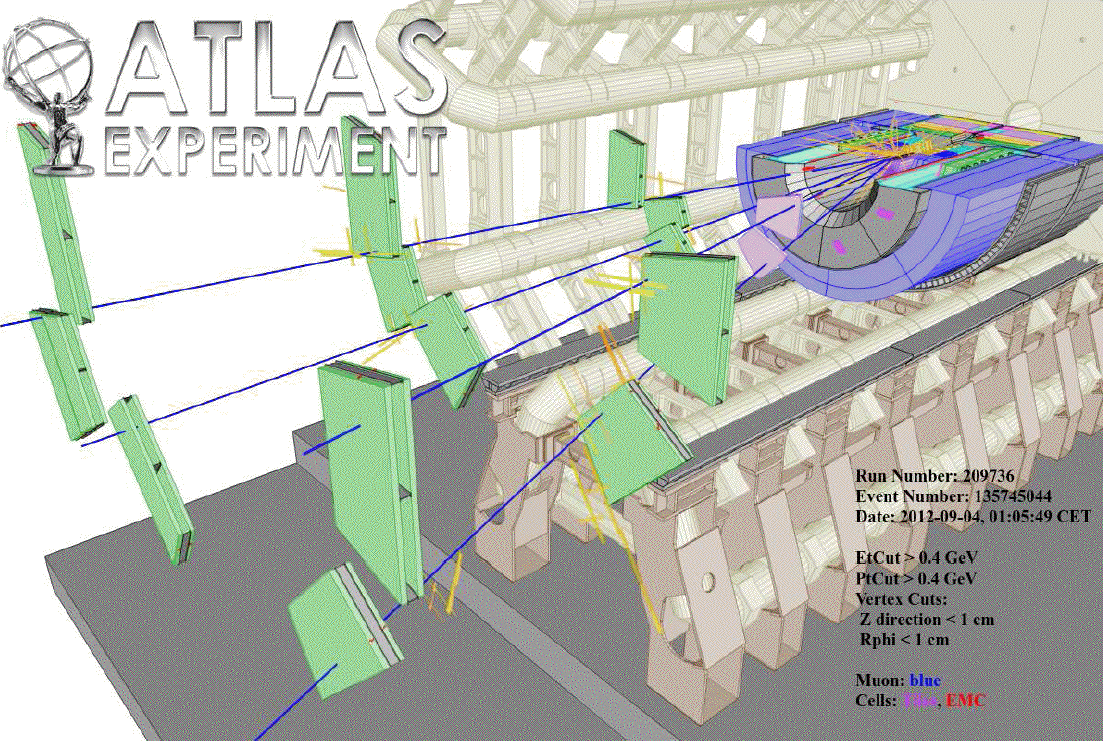 ATLAS
EXPERIMENT
Run Number: 209736
Event Number: 135745044
Date: 2012-09-04, 01:05:49 CET
EtCut > 0.4 GeV
PtCut > 0.4 GeV
Vertex Cuts:
Z direction < 1 cm
Rphi < 1 cm
Muon: blue
Cells: , EMC